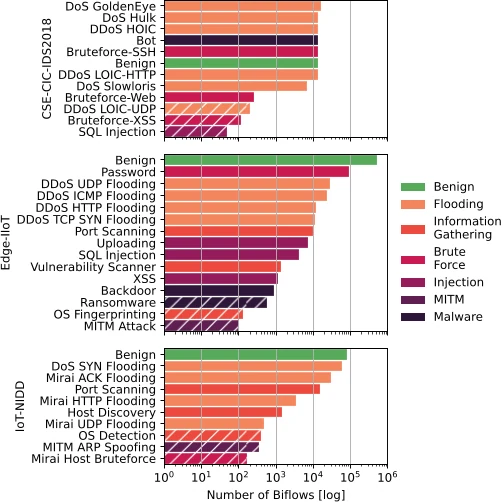 CSE-CIC-IDS2018
DoS GoldenEye
DoS Hulk
DDoS HOIC
Bot
Bruteforce-SSH
Benign
DDoS LOIC-HTTP
DoS Slowloris
Bruteforce-Web
DDoS LOIC-UDP
Bruteforce-XSS
SQL Injection
Edge-IIoT
Benign
Password
DDoS UDP Flooding
DDoS ICMP Flooding
DDoS HTTP Flooding
DDoS TCP SYN Flooding
Port Scanning
Uploading
SQL Injection
Vulnerability Scanner
XSS
Backdoor
Ransomware
OS Fingerprinting
MITM Attack
IoT-NIDD
Benign
DoS SYN Flooding
Mirai ACK Flooding
Port Scanning
Mirai HTTP Flooding
Host Discovery
Mirai UDP Flooding
OS Detection
MITM ARP Spoofing
Mirai Host Bruteforce
10⁰ 10¹ 10² 10³ 10⁴ 10⁵ 10⁶
Number of Biflows [log]
Benign
Flooding
Information
Gathering
Brute
Force
Injection
MITM
Malware